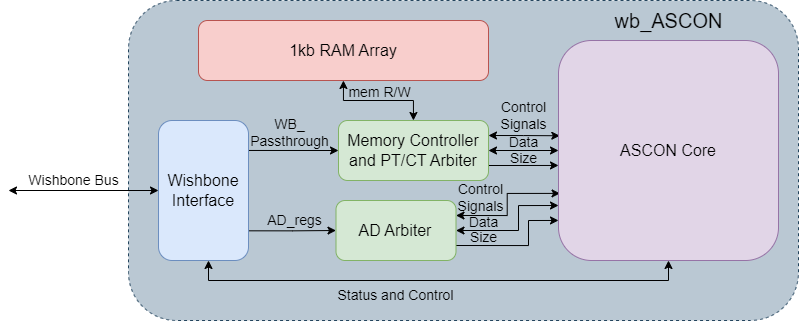 wb_ASCON
1kb RAM Array
mem R/W
Control
Signals
WB_
Passthrough
Memory Controller
and PT/CT Arbiter
Data
Size
ASCON Core
Wishbone Bus
Wishbone
Interface
Control
Signals
AD_regs
AD Arbiter
Data
Size
Status and Control